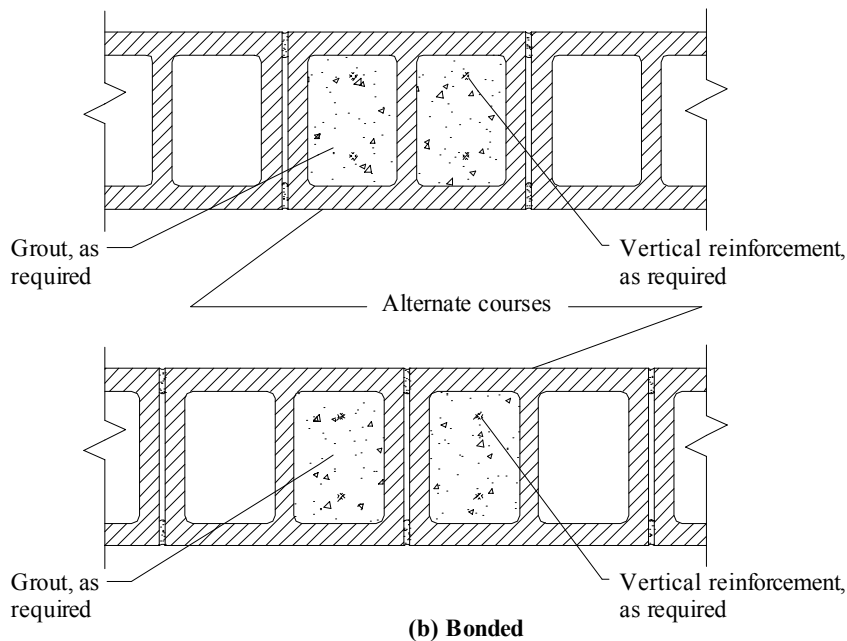 Grout, as
required
Vertical reinforcement,
as required
Alternate courses
Grout, as
required
Vertical reinforcement,
as required
(b) Bonded